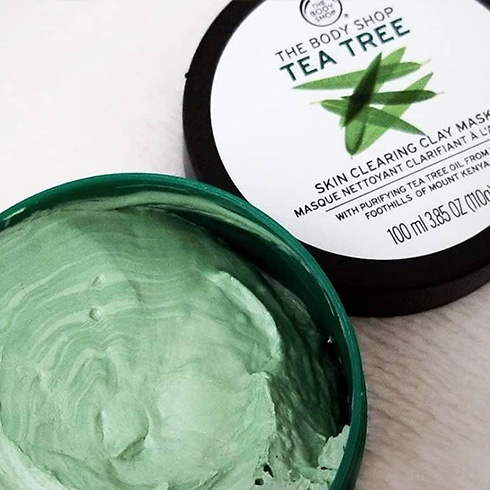 THE
BODY
SHOP
®
THE BODY SHOP
TEA TREE
SKIN CLEARING CLAY MASK
MASQUE NETTOYANT CLARIFIANT À
WITH PURIFYING TEA TREE OIL FROM
FOOTHILLS OF MOUNT KENYA
100 ml 3.85 OZ (110